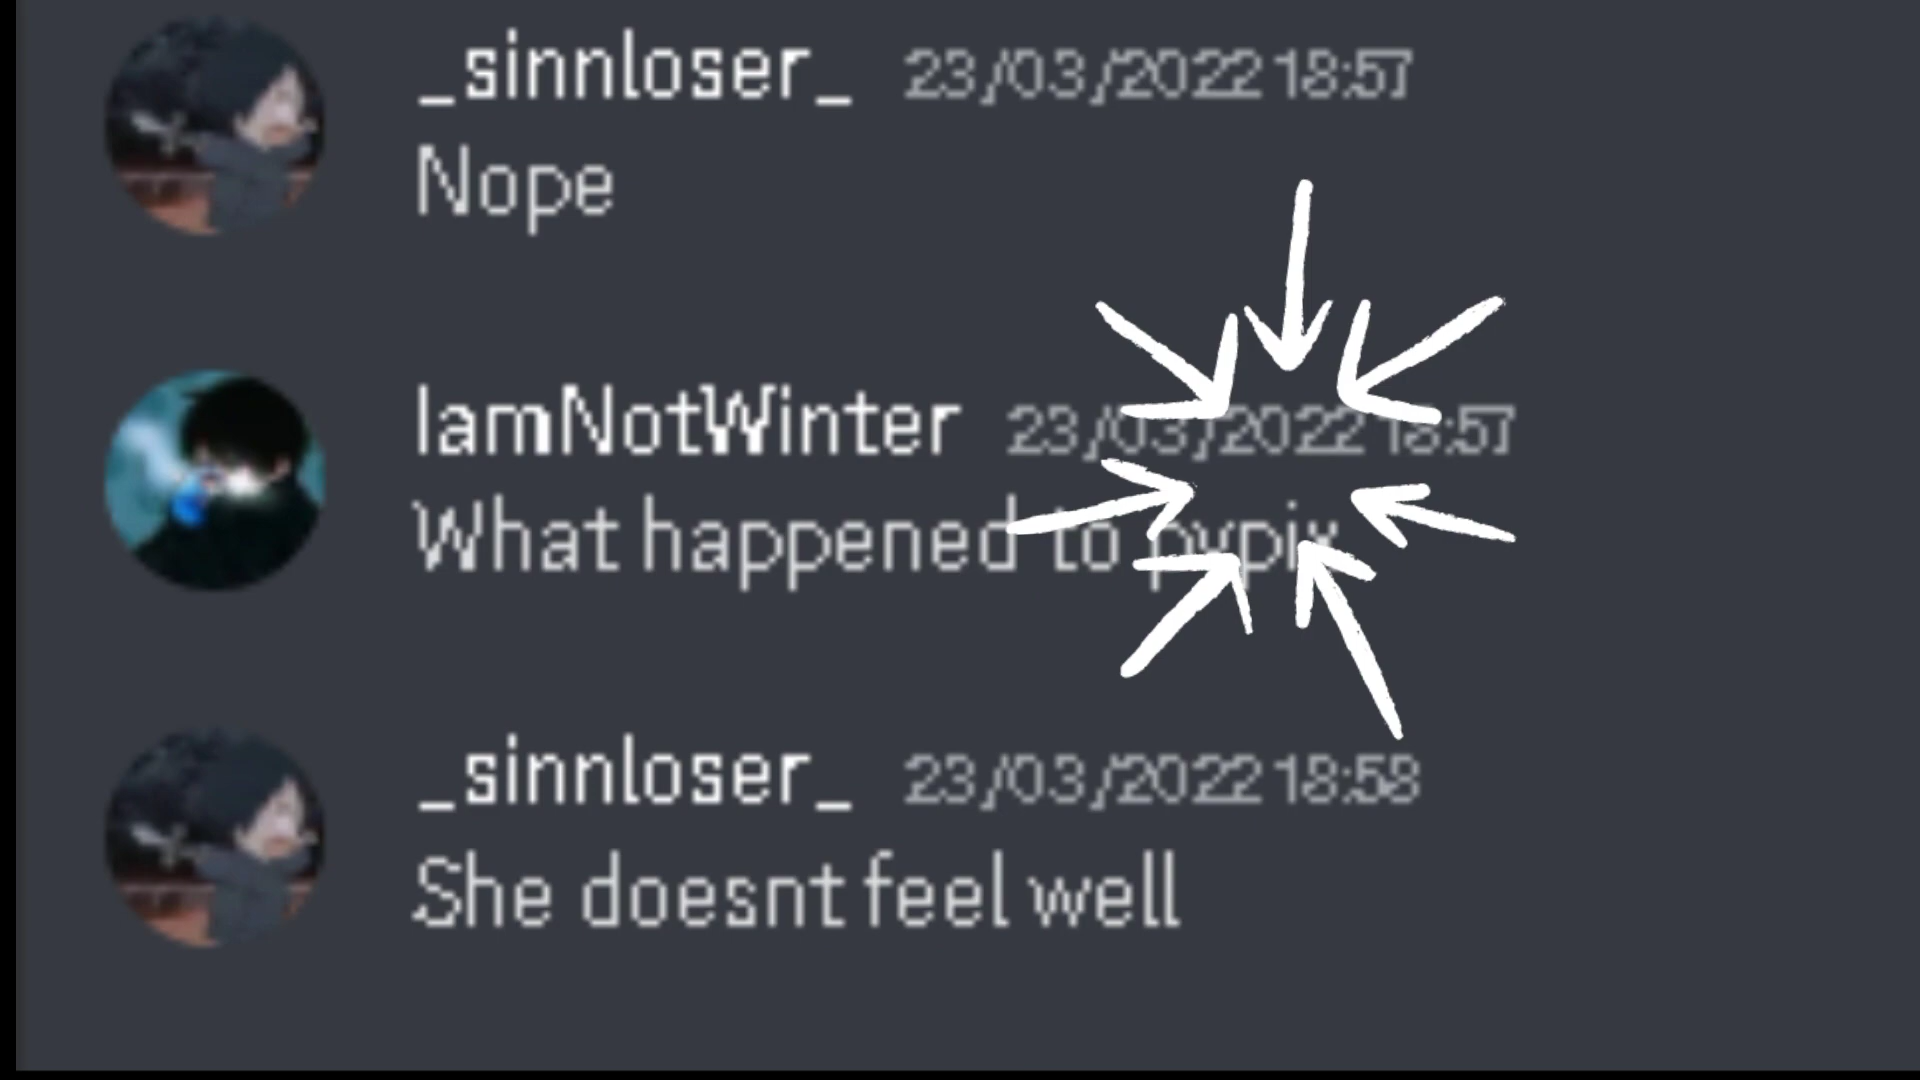 _sinnloser_ 23/03/2022 18:57
Nope
IamNotWinter 23/03/2022 18:57
What happened to pypix
_sinnloser_ 23/03/2022 18:58
She doesnt feel well